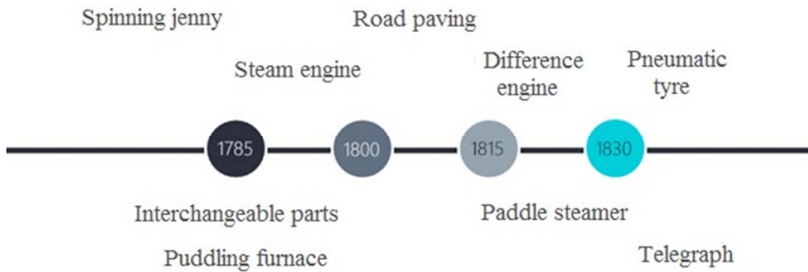 Spinning jenny
Road paving
Steam engine
Difference
engine
Pneumatic
tyre
1785
1800
1815
1830
Interchangeable parts
Paddle steamer
Puddling furnace
Telegraph